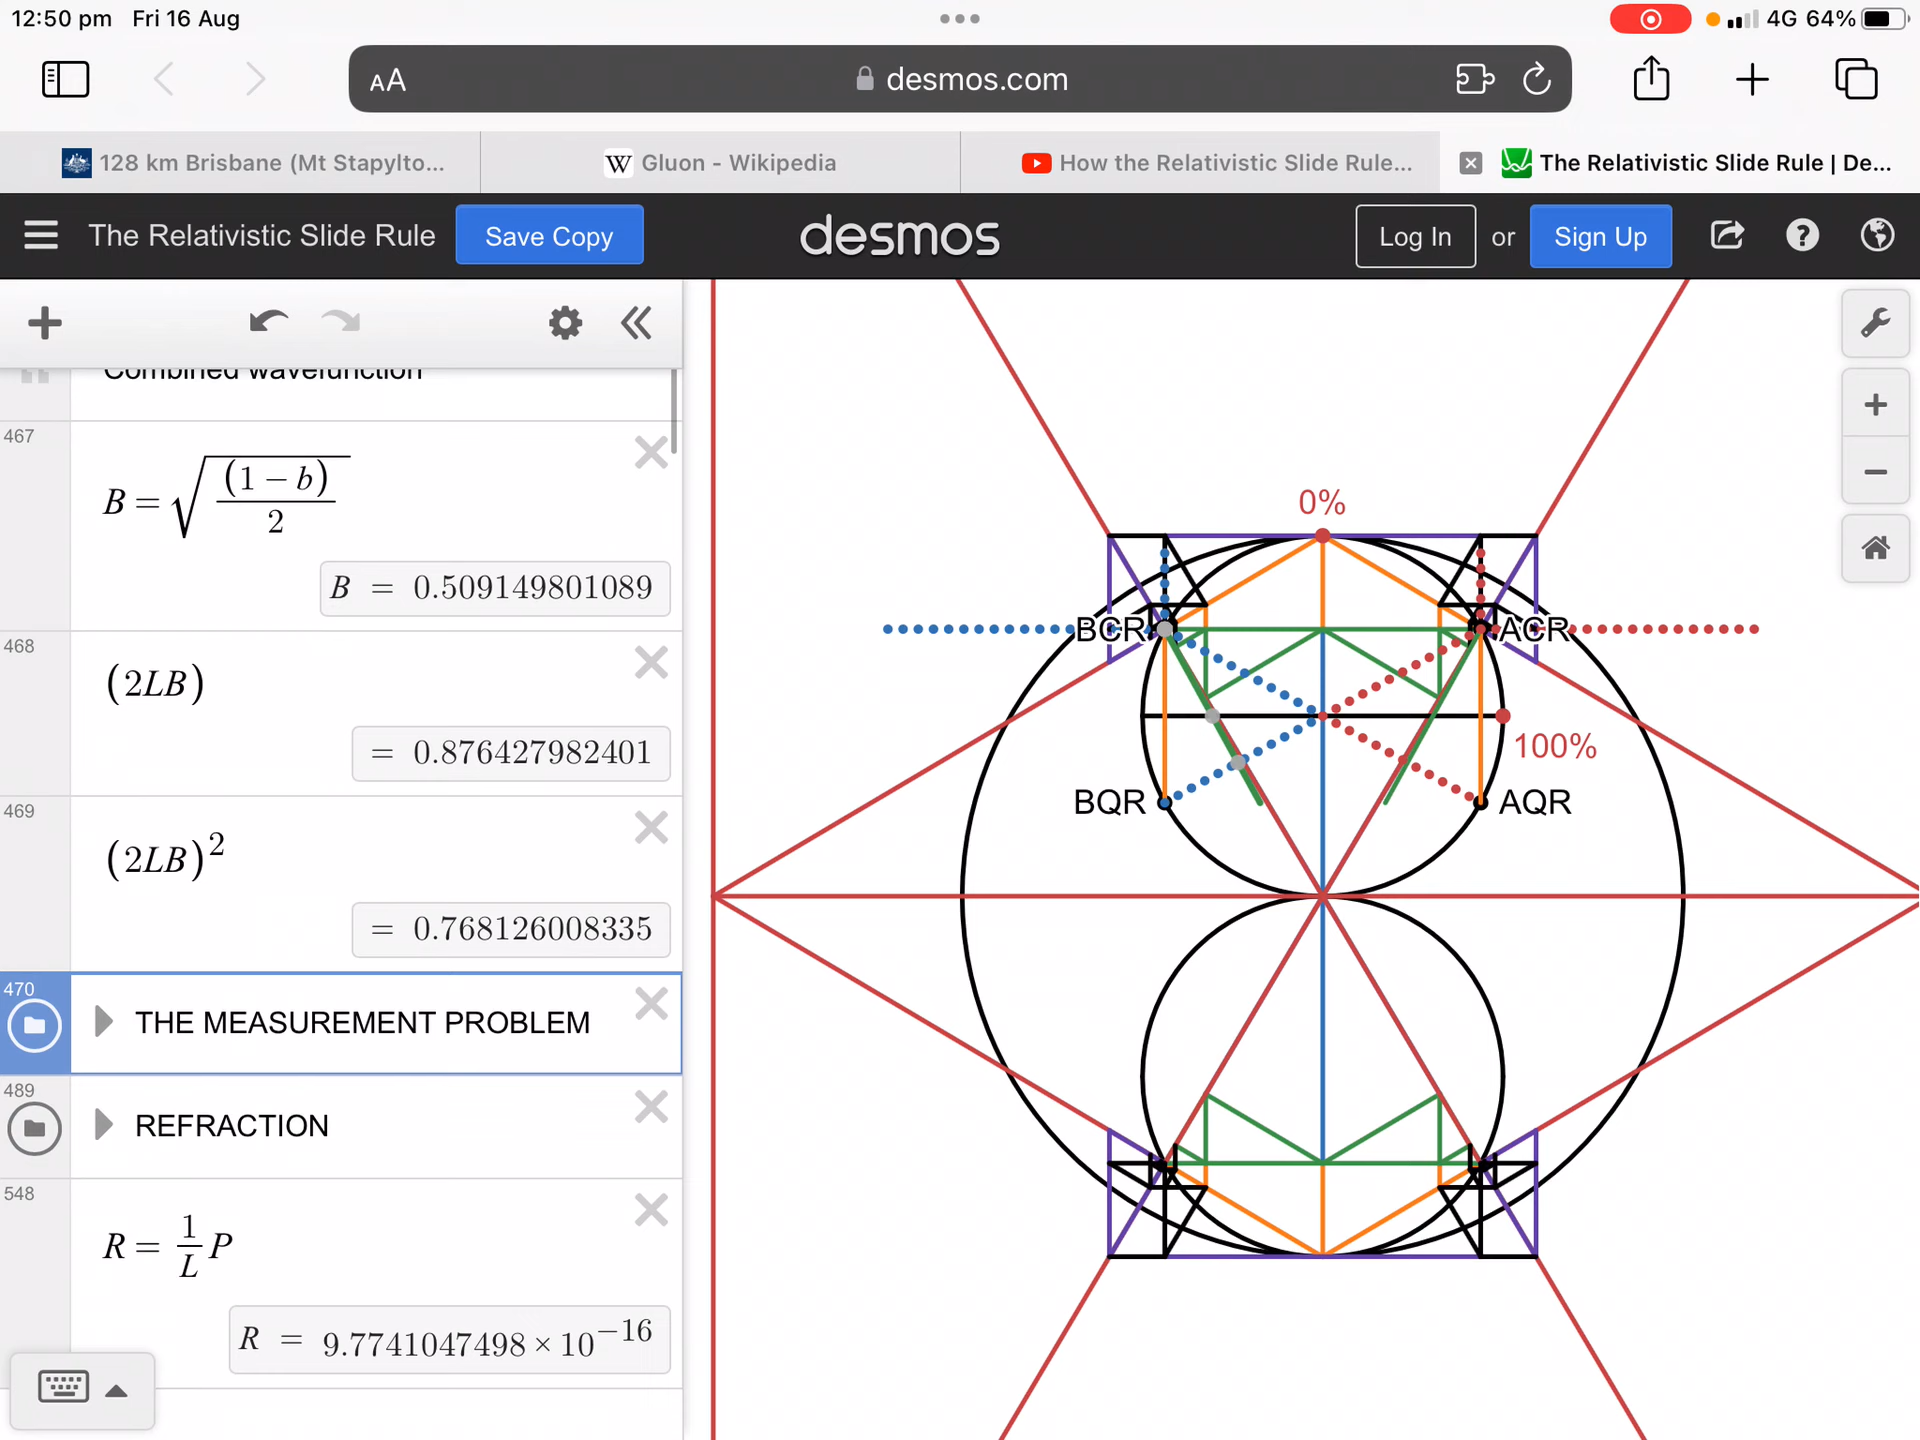 12:50 pm Fri 16 Aug
4G 64%
AA
desmos.com
128 km Brisbane (Mt Stapylto...
W Gluon - Wikipedia
How the Relativistic Slide Rule...
The Relativistic Slide Rule | De...
The Relativistic Slide Rule
Save Copy
desmos
Log In or Sign Up
Combined wavefunction
467
B = √((1 − b)/2)
B = 0.509149801089
468
(2LB)
= 0.876427982401
469
(2LB)²
= 0.768126008335
470
THE MEASUREMENT PROBLEM
489
REFRACTION
548
R = 1/L P
R = 9.7741047498 × 10⁻¹⁶
0%
BCR
ACR
100%
BQR
AQR